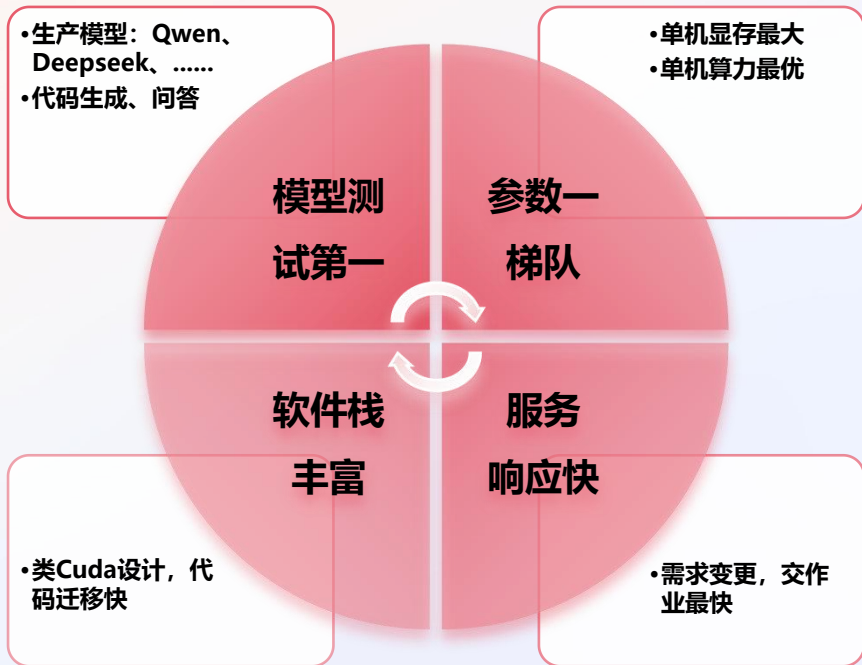 •生产模型：Qwen、
Deepseek、......
•代码生成、问答
•单机显存最大
•单机算力最优
模型测
试第一
参数一
梯队
软件栈
丰富
服务
响应快
•类Cuda设计，代
码迁移快
•需求变更，交作
业最快